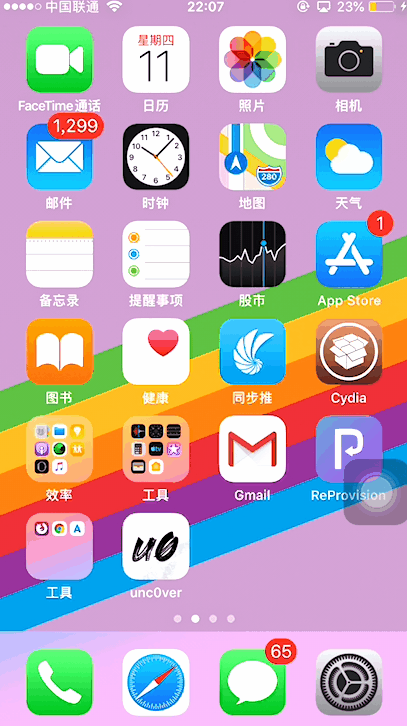 中国联通 22:07 23%
星期四
11
FaceTime通话 日历 照片 相机
1,299
280
邮件 时钟 地图 天气
1
备忘录 提醒事项 股市 App Store
图书 健康 同步推 Cydia
效率 工具 Gmail ReProvision
unc0ver
工具 unc0ver
65